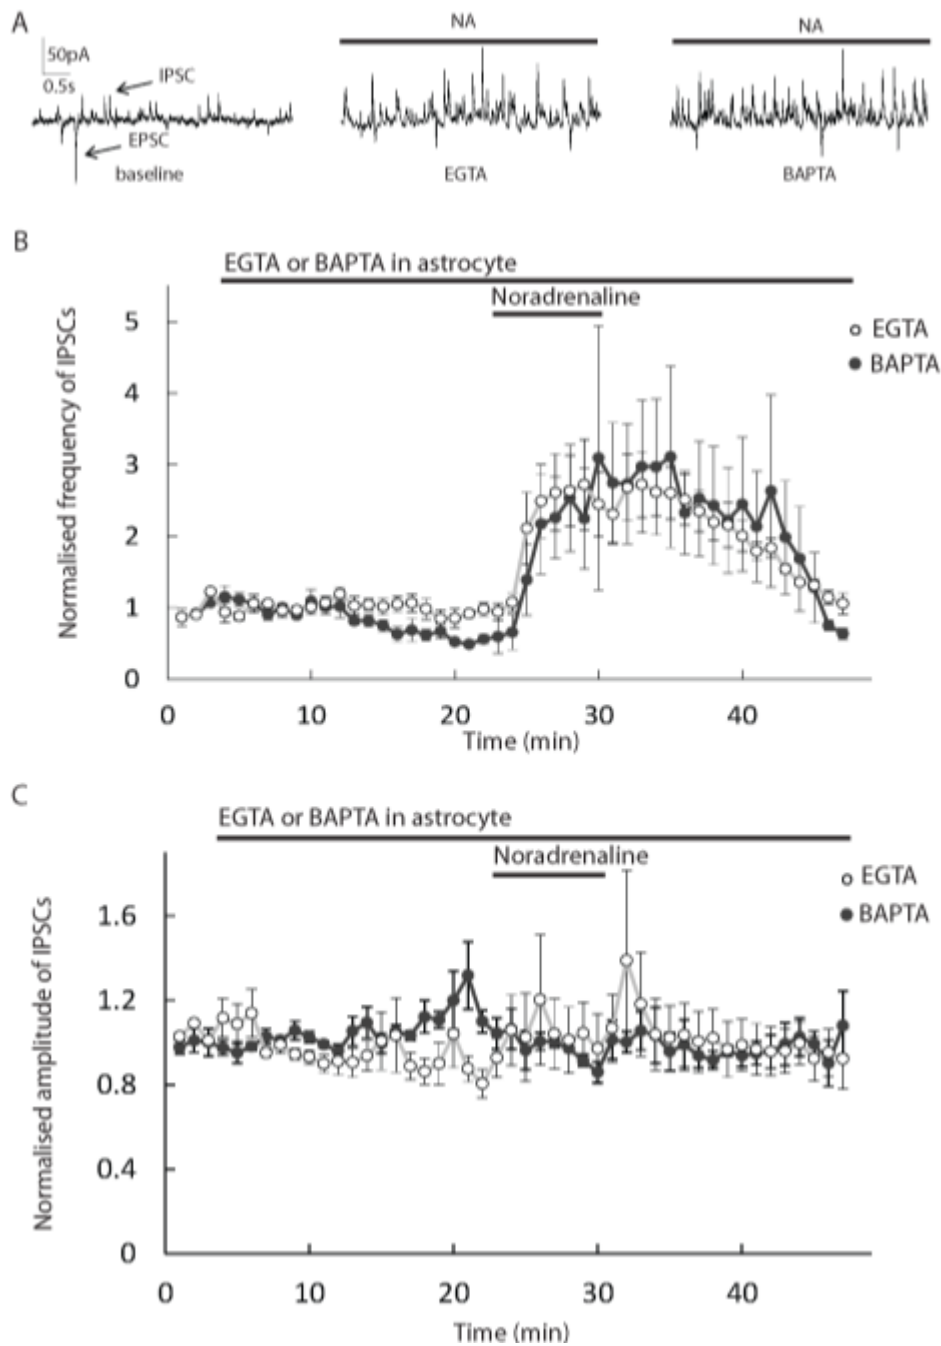 A
50pA
0.5s
IPSC
EPSC
baseline
NA
EGTA
NA
BAPTA
B
EGTA or BAPTA in astrocyte
Noradrenaline
EGTA
BAPTA
Normalised frequency of IPSCs
5
4
3
2
1
0
0 10 20 30 40
Time (min)
C
EGTA or BAPTA in astrocyte
Noradrenaline
EGTA
BAPTA
Normalised amplitude of IPSCs
1.6
1.2
0.8
0.4
0
0 10 20 30 40
Time (min)